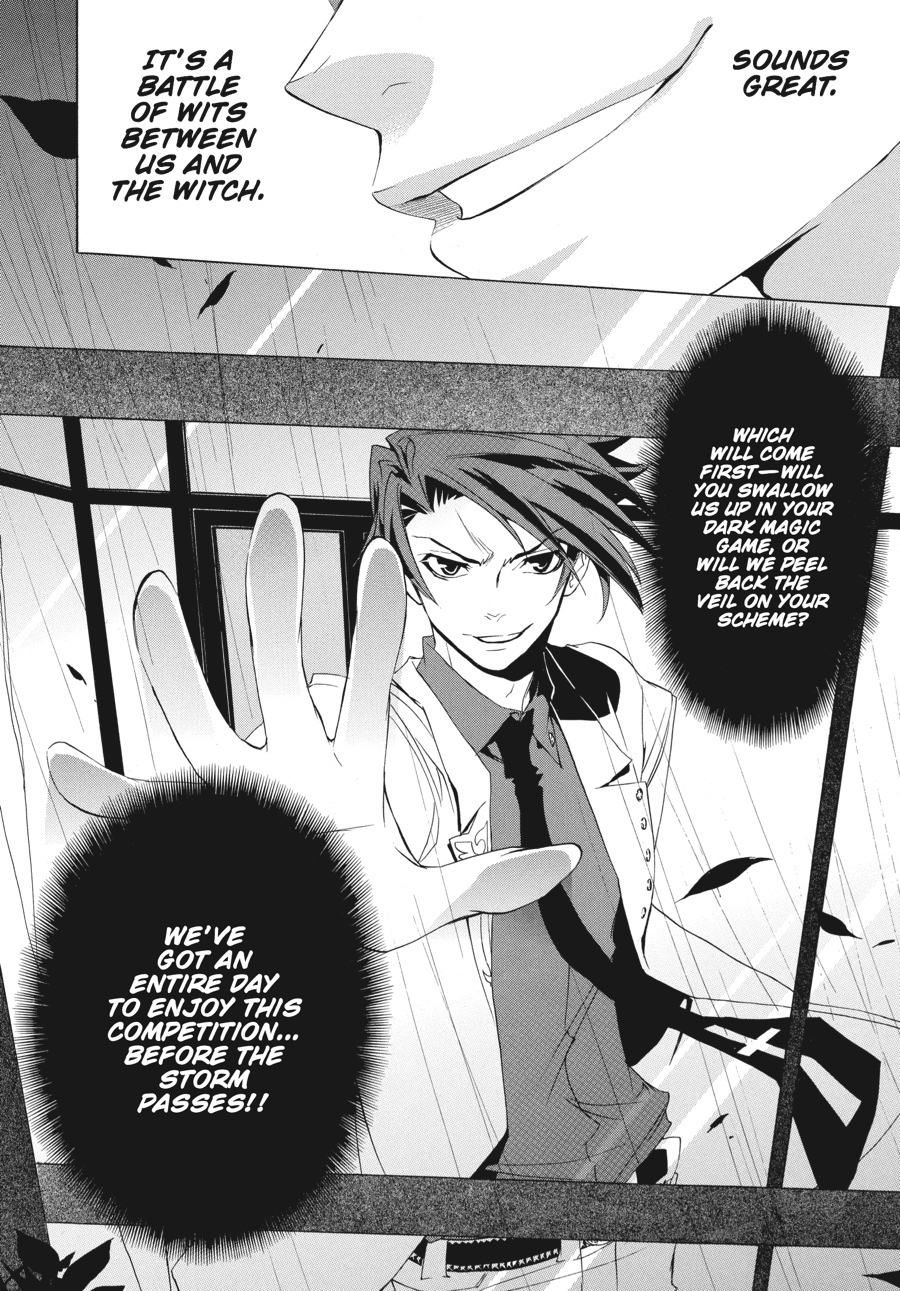 SOUNDS
GREAT.
IT'S A
BATTLE
OF WITS
BETWEEN
US AND
THE WITCH.
WHICH
WILL COME
FIRST—WILL
YOU SWALLOW
US UP IN YOUR
DARK MAGIC
GAME, OR
WILL WE PEEL
BACK THE
VEIL ON YOUR
SCHEME?
WE'VE
GOT AN
ENTIRE DAY
TO ENJOY THIS
COMPETITION...
BEFORE THE
STORM
PASSES!!